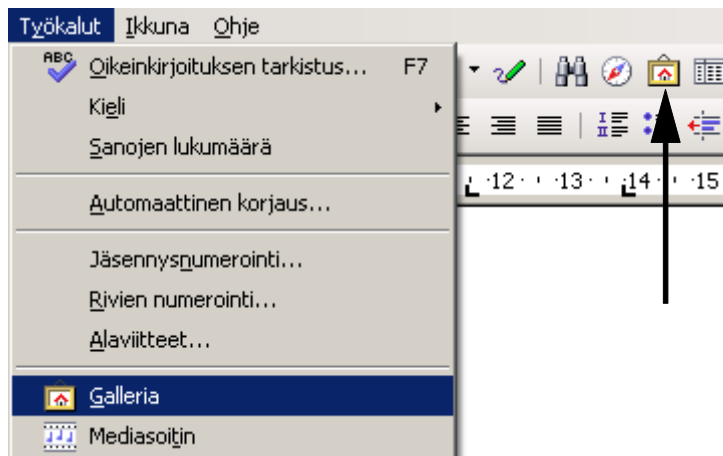 Työkalut Ikkuna Ohje
ABC Oikeinkirjoituksen tarkistus... F7
Kieli
Sanojen lukumäärä
12 13 14 15
Automaattinen korjaus...
Jäsennysnumerointi...
Rivien numerointi...
Alaviitteet...
Galleria
Mediasoitin